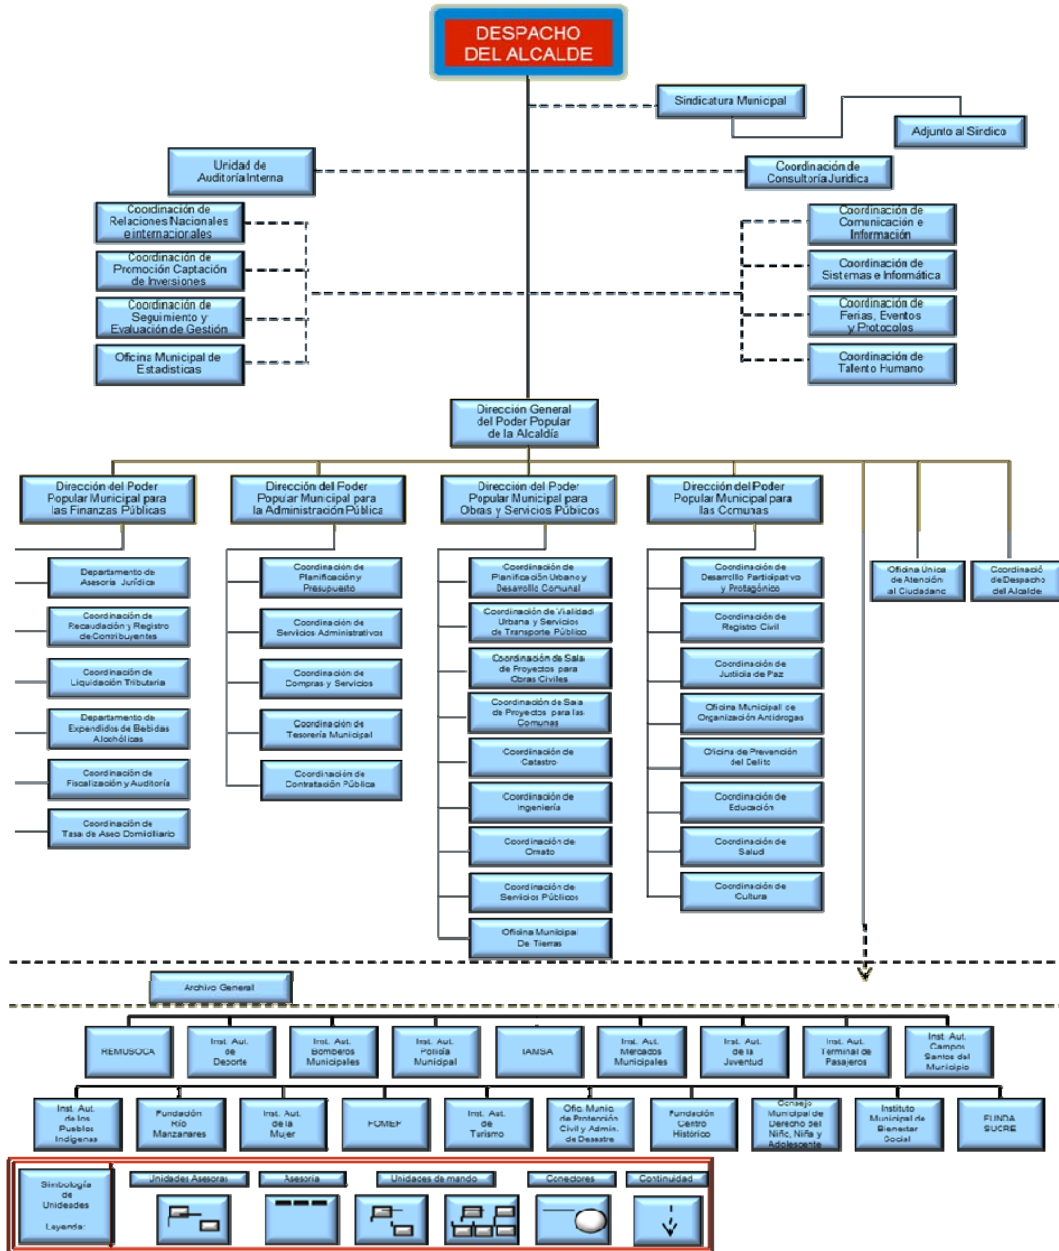 DESPACHO
DEL ALCALDE
Sindicatura Municipal
Adjunto al Sindico
Unidad de
Auditoría Interna
Coordinación de
Consultoría Jurídica
Coordinación de
Relaciones Nacionales
e internacionales
Coordinación de
Promoción Captación
de Inversiones
Coordinación de
Seguimiento y
Evaluación de Gestión
Oficina Municipal de
Estadísticas
Coordinación de
Comunicación e
Información
Coordinación de
Sistemas e Informática
Coordinación de
Ferias, Eventos
y Protocolos
Coordinación de
Talento Humano
Dirección General
del Poder Popular
de la Alcaldía
Dirección del Poder
Popular Municipal para
las Finanzas Públicas
Dirección del Poder
Popular Municipal para
la Administración Pública
Dirección del Poder
Popular Municipal para
Obras y Servicios Públicos
Dirección del Poder
Popular Municipal para
las Comunas
Departamento de
Asesoría Jurídica
Coordinación de
Recaudación y Registro
de Contribuyentes
Coordinación de
Liquidación Tributaria
Departamento de
Expendidos de Bebidas
Alcohólicas
Coordinación de
Fiscalización y Auditoría
Coordinación de
Tasa de Aseo Domiciliario
Coordinación de
Planificación y
Presupuesto
Coordinación de
Servicios Administrativos
Coordinación de
Compras y Servicios
Coordinación de
Tesorería Municipal
Coordinación de
Contratación Pública
Coordinación de
Planificación Urbano y
Desarrollo Comunal
Coordinación de Vialidad
Urbana y Servicios
de Transporte Público
Coordinación de Sala
de Proyectos para
Obras Civiles
Coordinación de Sala
de Proyectos para las
Comunas
Coordinación de
Catastro
Coordinación de
Ingeniería
Coordinación de
Ornato
Coordinación de
Servicios Públicos
Oficina Municipal
De Tierras
Coordinación de
Desarrollo Participativo
y Protagónico
Coordinación de
Registro Civil
Coordinación de
Justicia de Paz
Oficina Municipal de
Organización Antidrogas
Oficina de Prevención
del Delito
Coordinación de
Educación
Coordinación de
Salud
Coordinación de
Cultura
Oficina Unica
de Atención
al Ciudadano
Coordinació
de Despacho
del Alcalde
Archivo General
REMUSOCA
Inst. Aut.
de
Deporte
Inst. Aut.
Bomberos
Municipales
Inst. Aut.
Policía
Municipal
IAMSA
Inst. Aut.
Mercados
Municipales
Inst. Aut.
de la
Juventud
Inst. Aut.
Terminal de
Pasajeros
Inst. Aut.
Campos
Santos del
Municipio
Inst. Aut.
de los
Pueblos
Indígenas
Fundación
Río
Manzanares
Inst. Aut.
de la
Mujer
FOMEP
Inst. Aut.
de
Turismo
Ofic. Munic.
de Protección
Civil y Admin.
de Desastre
Fundación
Centro
Histórico
Consejo
Municipal de
Derecho del
Niño, Niña y
Adolescente
Instituto
Municipal de
Bienestar
Social
FUNDA
SUCRE
Simbología
de
Unideades
Leyenda:
Unidades Asesoras
Asesoria
Unidades de mando
Conectores
Continuidad